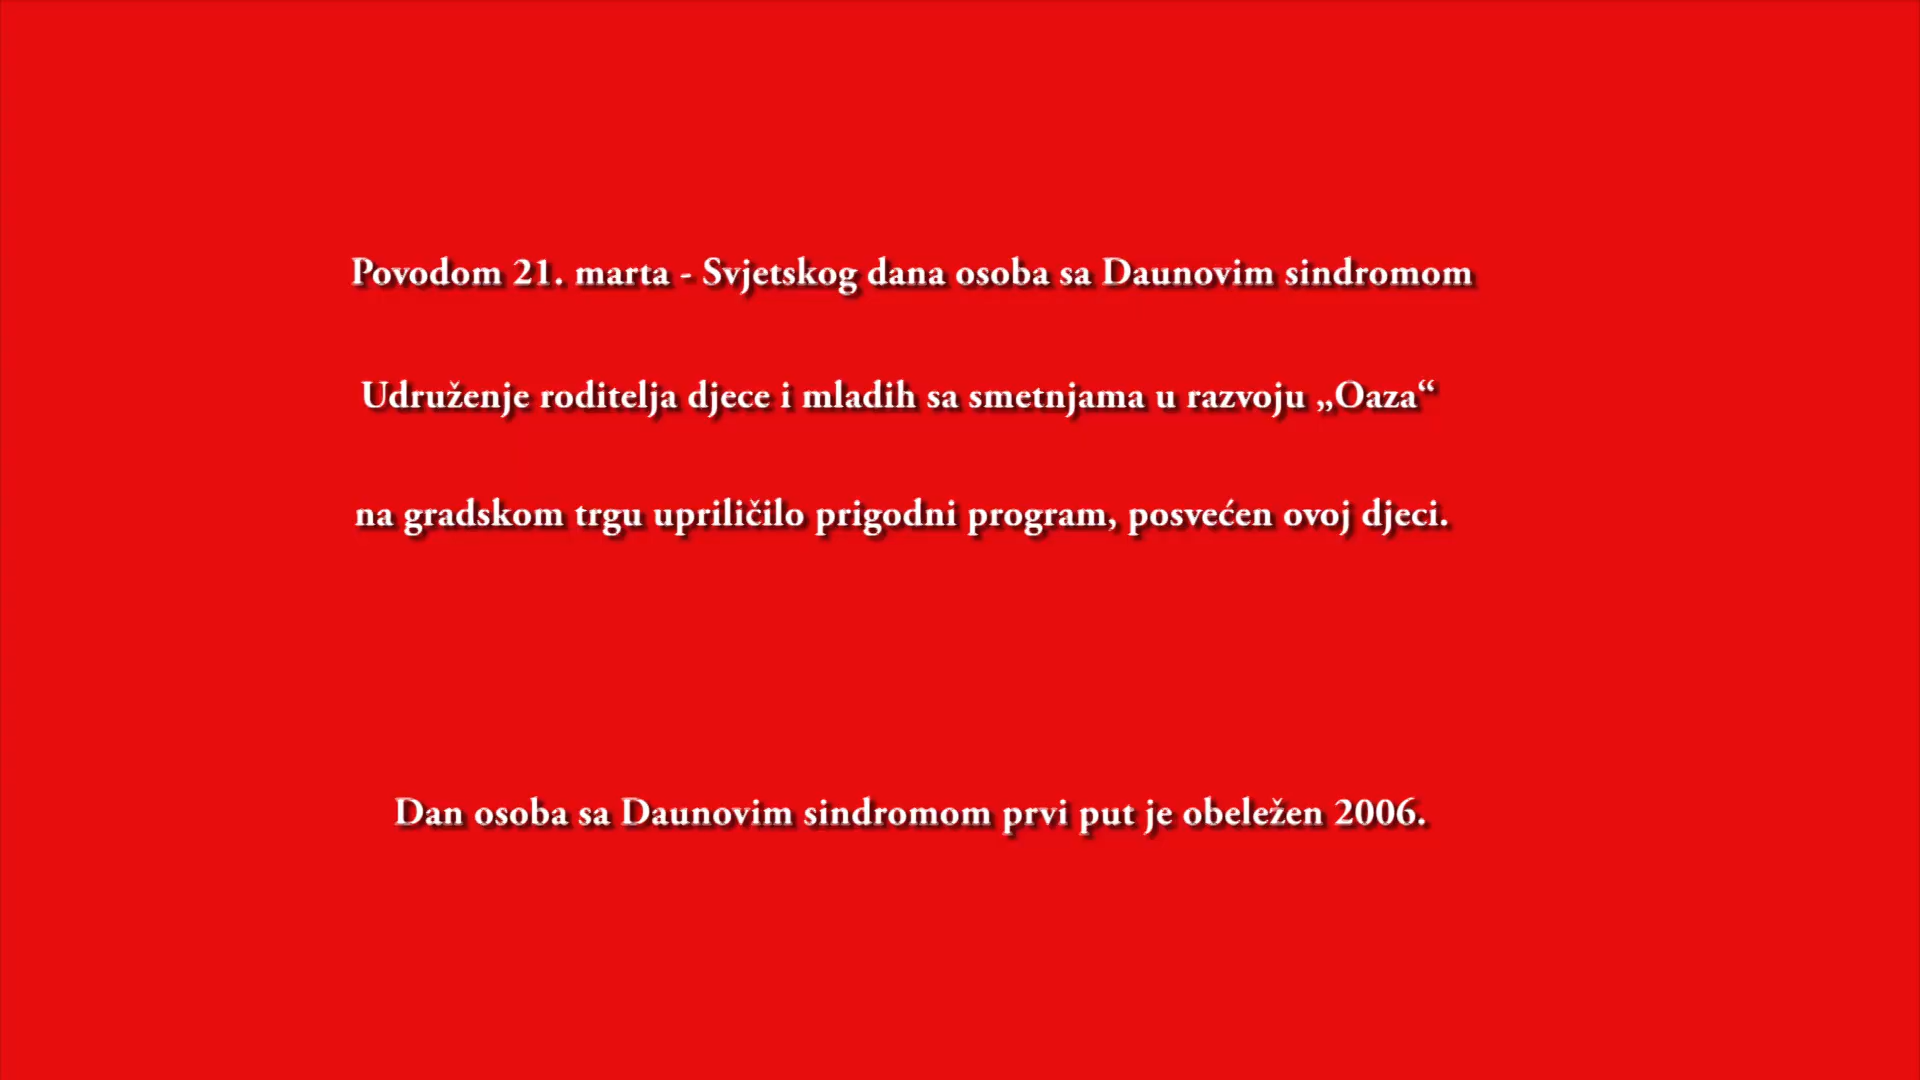 Povodom 21. marta - Svjetskog dana osoba sa Daunovim sindromom
Udruženje roditelja djece i mladih sa smetnjama u razvoju „Oaza“
na gradskom trgu upriličilo prigodni program, posvećen ovoj djeci.
Dan osoba sa Daunovim sindromom prvi put je obeležen 2006.